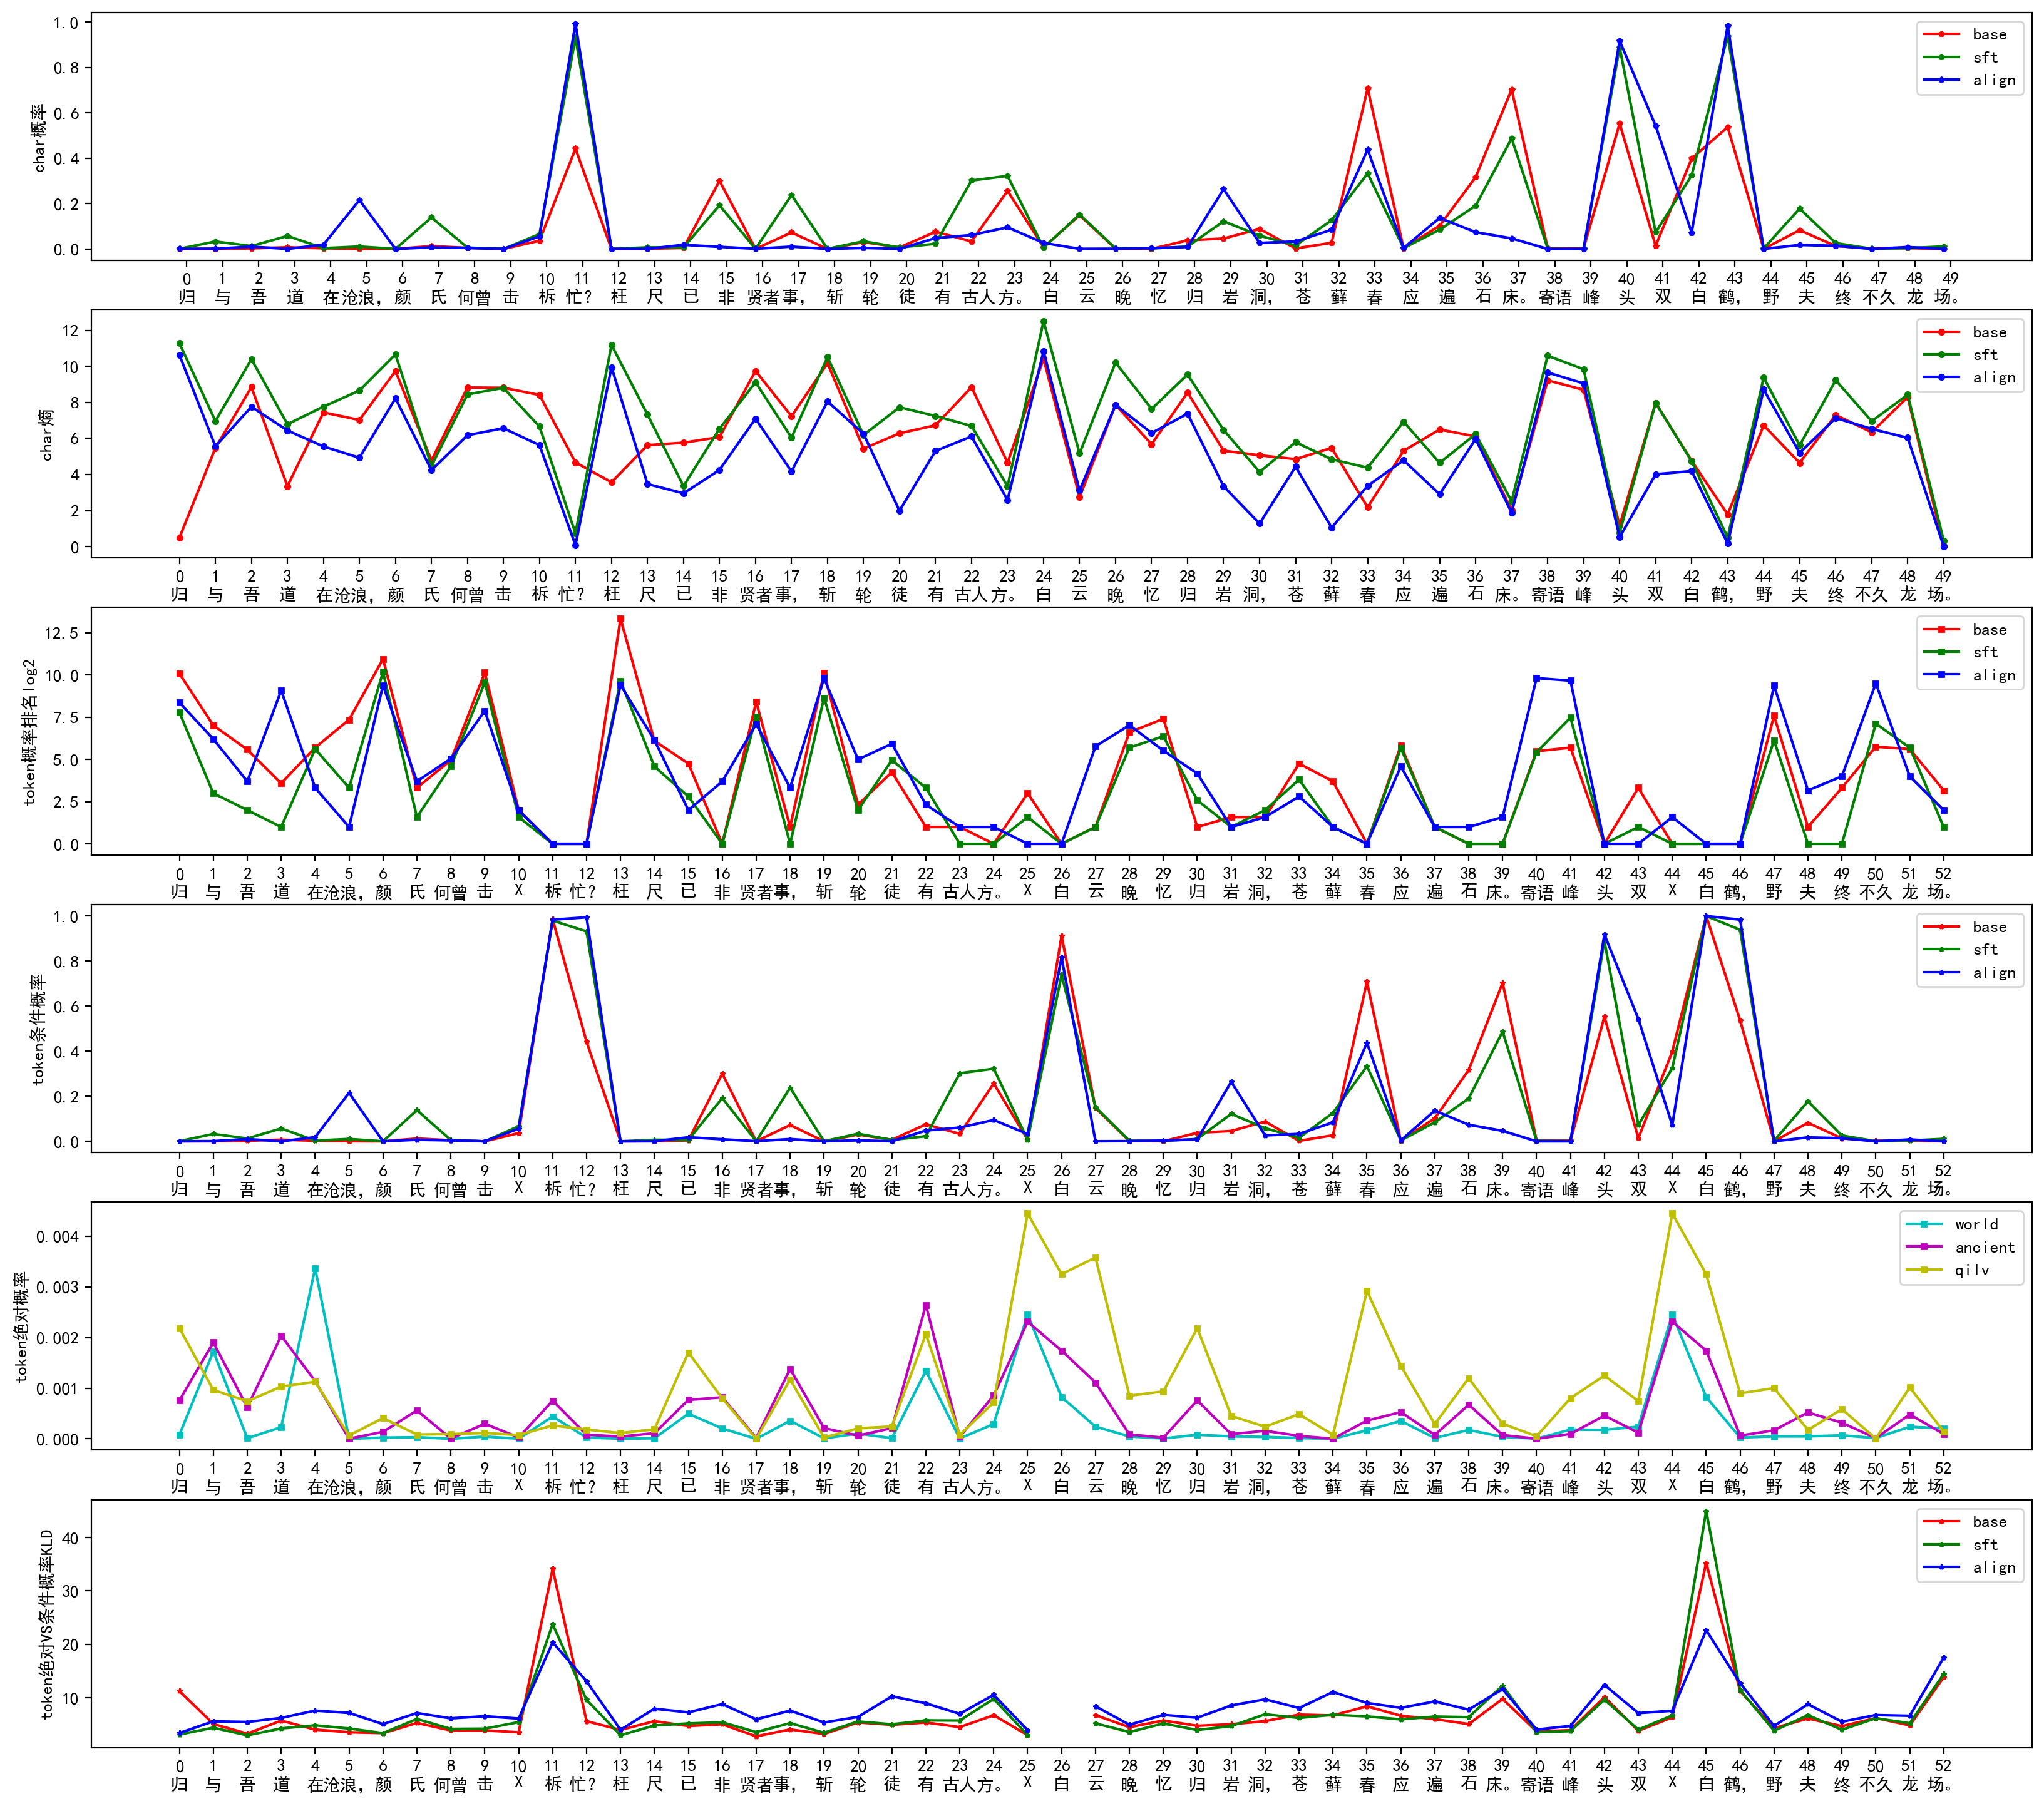 char概率
1.0
0.8
0.6
0.4
0.2
0.0
base
sft
align
0 1 2 3 4 5 6 7 8 9 10 11 12 13 14 15 16 17 18 19 20 21 22 23 24 25 26 27 28 29 30 31 32 33 34 35 36 37 38 39 40 41 42 43 44 45 46 47 48 49
归 与 吾 道 在沧浪，颜 氏 何曾 击 柝 忙？ 枉 尺 已 非 贤者事，斩 轮 徒 有 古人方。 白 云 晚 忆 归 岩 洞，苍 藓 春 应 遍 石 床。寄语 峰 头 双 白 鹤，野 夫 终 不久 龙 场。
char熵
12
10
8
6
4
2
0
base
sft
align
0 1 2 3 4 5 6 7 8 9 10 11 12 13 14 15 16 17 18 19 20 21 22 23 24 25 26 27 28 29 30 31 32 33 34 35 36 37 38 39 40 41 42 43 44 45 46 47 48 49
归 与 吾 道 在沧浪，颜 氏 何曾 击 柝 忙？ 枉 尺 已 非 贤者事，斩 轮 徒 有 古人方。 白 云 晚 忆 归 岩 洞，苍 藓 春 应 遍 石 床。寄语 峰 头 双 白 鹤，野 夫 终 不久 龙 场。
token概率排名log2
12.5
10.0
7.5
5.0
2.5
0.0
base
sft
align
0 1 2 3 4 5 6 7 8 9 10 11 12 13 14 15 16 17 18 19 20 21 22 23 24 25 26 27 28 29 30 31 32 33 34 35 36 37 38 39 40 41 42 43 44 45 46 47 48 49 50 51 52
归 与 吾 道 在沧浪，颜 氏 何曾 击 X 柝 忙？ 枉 尺 已 非 贤者事，斩 轮 徒 有 古人方。 X 白 云 晚 忆 归 岩 洞，苍 藓 春 应 遍 石 床。寄语 峰 头 双 X 白 鹤，野 夫 终 不久 龙 场。
token条件概率
1.0
0.8
0.6
0.4
0.2
0.0
base
sft
align
0 1 2 3 4 5 6 7 8 9 10 11 12 13 14 15 16 17 18 19 20 21 22 23 24 25 26 27 28 29 30 31 32 33 34 35 36 37 38 39 40 41 42 43 44 45 46 47 48 49 50 51 52
归 与 吾 道 在沧浪，颜 氏 何曾 击 X 柝 忙？ 枉 尺 已 非 贤者事，斩 轮 徒 有 古人方。 X 白 云 晚 忆 归 岩 洞，苍 藓 春 应 遍 石 床。寄语 峰 头 双 X 白 鹤，野 夫 终 不久 龙 场。
token绝对概率
0.004
0.003
0.002
0.001
0.000
world
ancient
qilv
0 1 2 3 4 5 6 7 8 9 10 11 12 13 14 15 16 17 18 19 20 21 22 23 24 25 26 27 28 29 30 31 32 33 34 35 36 37 38 39 40 41 42 43 44 45 46 47 48 49 50 51 52
归 与 吾 道 在沧浪，颜 氏 何曾 击 X 柝 忙？ 枉 尺 已 非 贤者事，斩 轮 徒 有 古人方。 X 白 云 晚 忆 归 岩 洞，苍 藓 春 应 遍 石 床。寄语 峰 头 双 X 白 鹤，野 夫 终 不久 龙 场。
token绝对VS条件概率KLD
40
30
20
10
base
sft
align
0 1 2 3 4 5 6 7 8 9 10 11 12 13 14 15 16 17 18 19 20 21 22 23 24 25 26 27 28 29 30 31 32 33 34 35 36 37 38 39 40 41 42 43 44 45 46 47 48 49 50 51 52
归 与 吾 道 在沧浪，颜 氏 何曾 击 X 柝 忙？ 枉 尺 已 非 贤者事，斩 轮 徒 有 古人方。 X 白 云 晚 忆 归 岩 洞，苍 藓 春 应 遍 石 床。寄语 峰 头 双 X 白 鹤，野 夫 终 不久 龙 场。